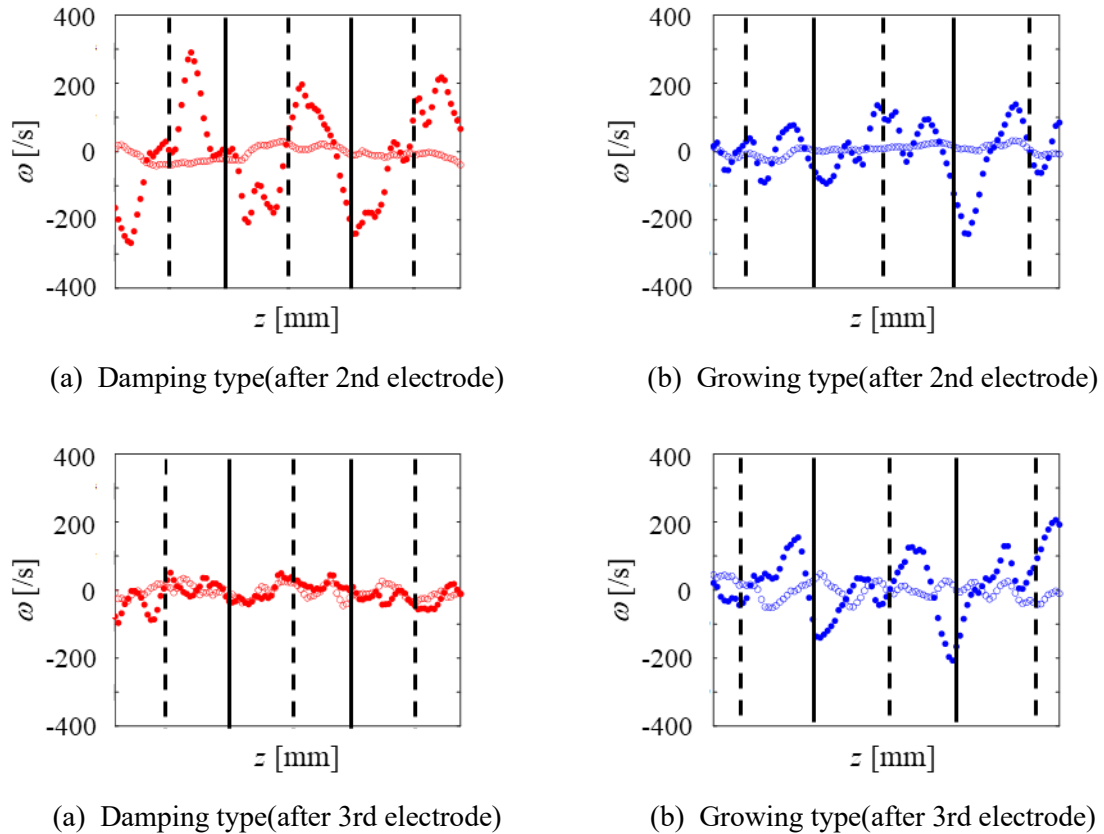 400
200
0
-200
-400
ω [/s]
z [mm]
(a) Damping type(after 2nd electrode)
400
200
0
-200
-400
ω [/s]
z [mm]
(b) Growing type(after 2nd electrode)
400
200
0
-200
-400
ω [/s]
z [mm]
(a) Damping type(after 3rd electrode)
400
200
0
-200
-400
ω [/s]
z [mm]
(b) Growing type(after 3rd electrode)